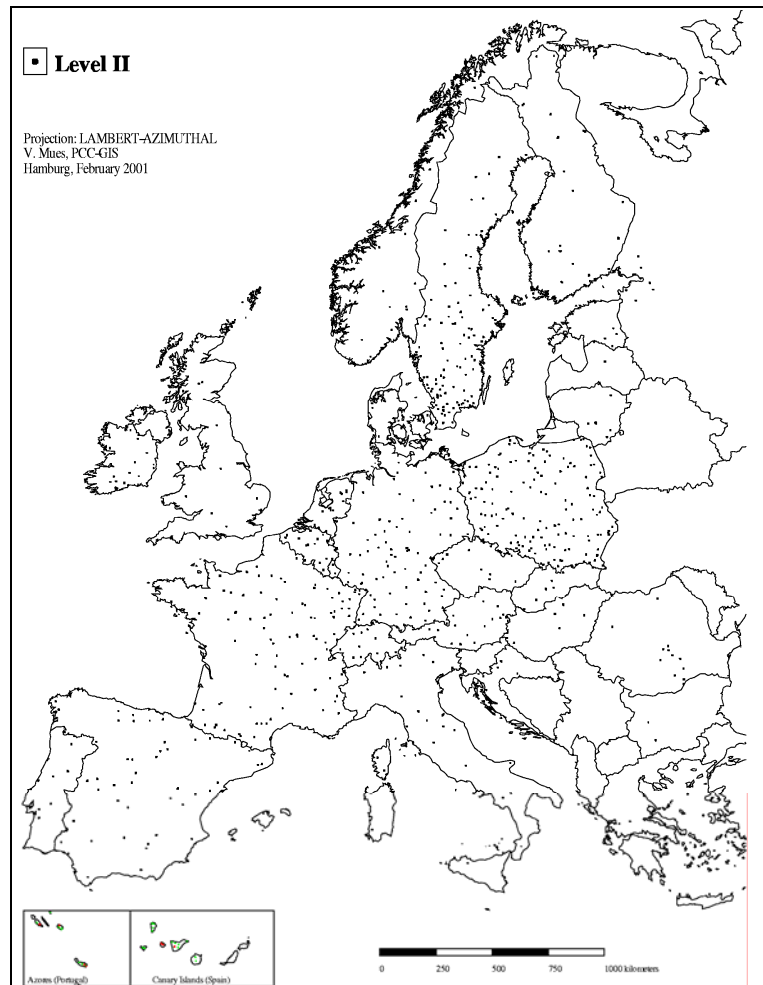 Level II
Projection: LAMBERT-AZIMUTHAL
V. Mues, PCC-GIS
Hamburg, February 2001
Azores (Portugal)
Canary Islands (Spain)
0 250 500 750 1000 kilometers